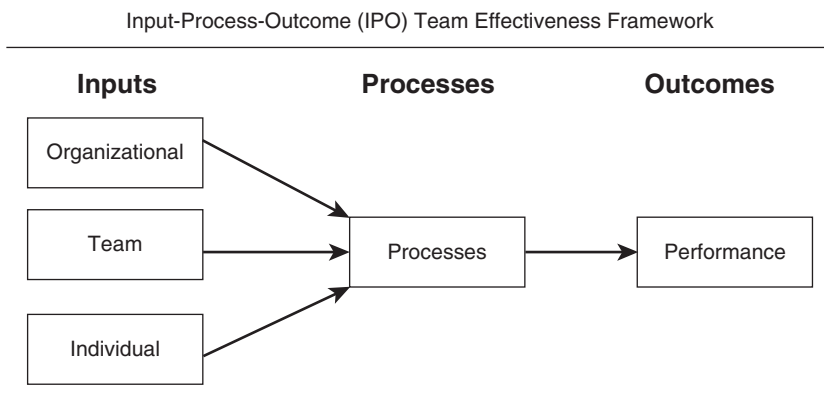 Input-Process-Outcome (IPO) Team Effectiveness Framework
Inputs
Processes
Outcomes
Organizational
Team
Processes
Performance
Individual